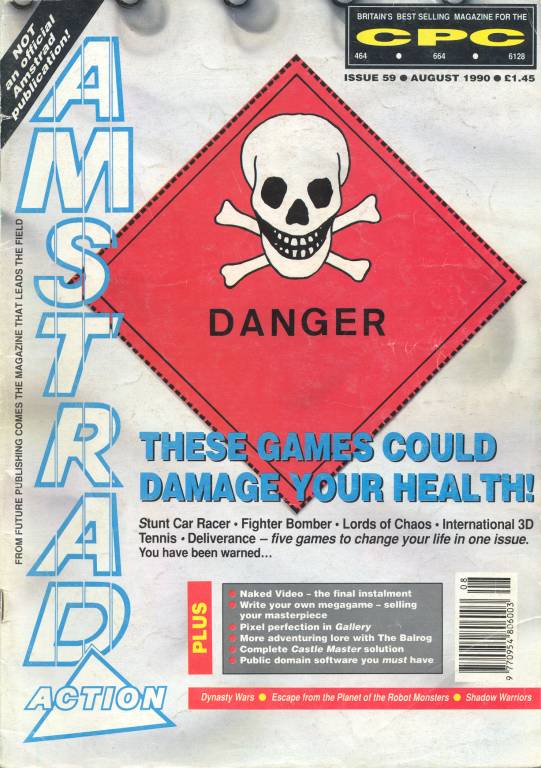 NOT
an official
Amstrad
publication!
BRITAIN'S BEST SELLING MAGAZINE FOR THE
CPC
464 ● 664 ● 6128
ISSUE 59 ● AUGUST 1990 ● £1.45
AMSTRAD
ACTION
FROM FUTURE PUBLISHING COMES THE MAGAZINE THAT LEADS THE FIELD
DANGER
THESE GAMES COULD
DAMAGE YOUR HEALTH!
Stunt Car Racer • Fighter Bomber • Lords of Chaos • International 3D
Tennis • Deliverance – five games to change your life in one issue.
You have been warned...
PLUS
● Naked Video – the final instalment
● Write your own megagame – selling
your masterpiece
● Pixel perfection in Gallery
● More adventuring lore with The Balrog
● Complete Castle Master solution
● Public domain software you must have
08
9 770954 806003
Dynasty Wars ● Escape from the Planet of the Robot Monsters ● Shadow Warriors